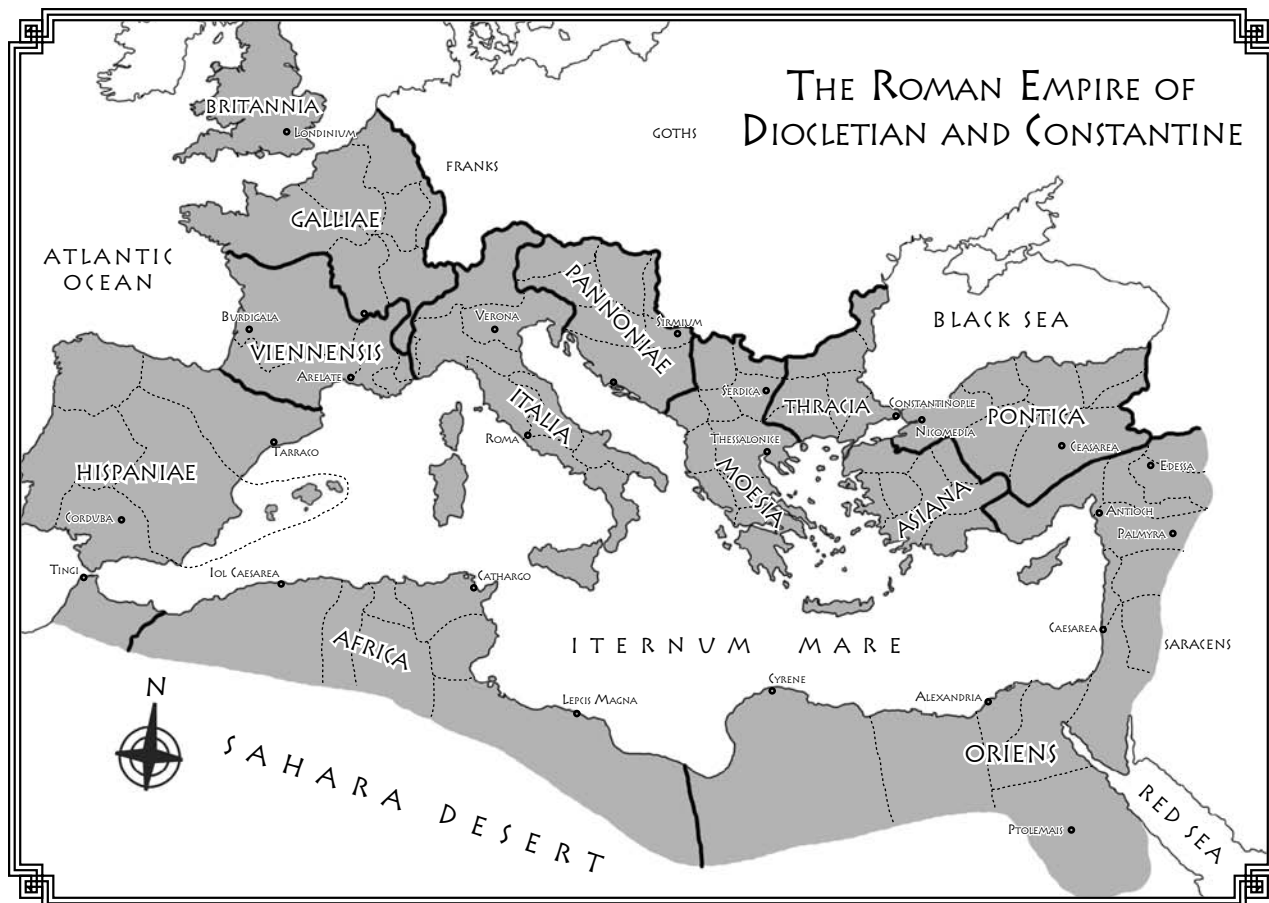 THE ROMAN EMPIRE OF
DIOCLETIAN AND CONSTANTINE
BRITANNIA
LONDINIUM
GOTHS
FRANKS
GALLIAE
ATLANTIC
OCEAN
PANNONIAE
BURDIGALA
VERONA
SIRMIUM
BLACK SEA
VIENNENSIS
ARELATE
ITALIA
SERDICA
THRACIA
CONSTANTINOPLE
NICOMEDIA
PONTICA
ROMA
THESSALONICE
CEASAREA
TARRACO
HISPANIAE
MOESIA
ASIANA
EDESSA
CORDUBA
ANTIOCH
PALMYRA
TINGI
IOL CAESAREA
CATHARGO
AFRICA
ITERNUM MARE
CAESAREA
SARACENS
N
LEPCIS MAGNA
CYRENE
ALEXANDRIA
ORIENS
SAHARA DESERT
RED SEA
PTOLEMAIS